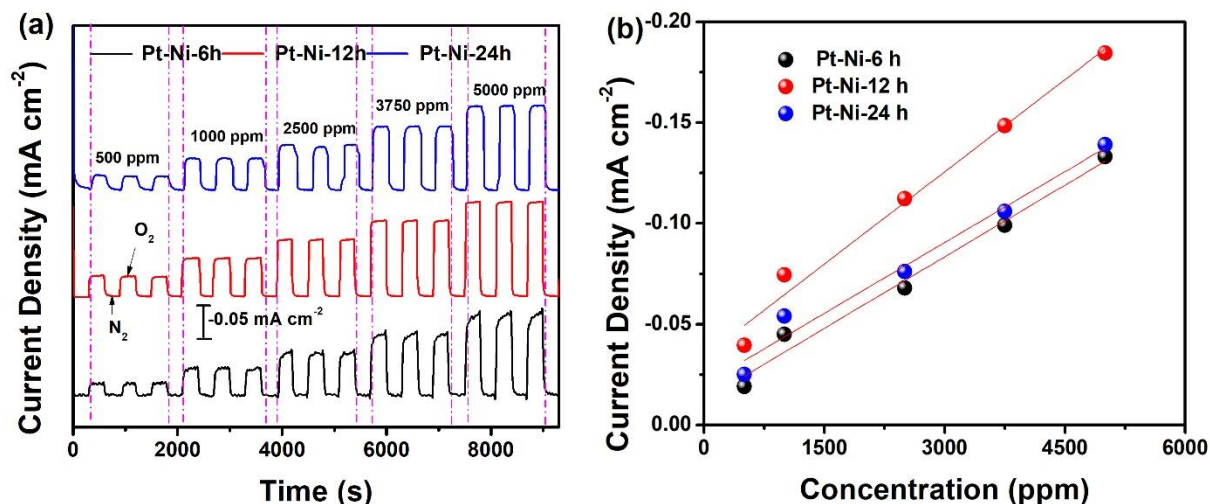 (a)
Pt-Ni-6h Pt-Ni-12h Pt-Ni-24h
5000 ppm
3750 ppm
2500 ppm
1000 ppm
500 ppm
O2
N2
-0.05 mA cm-2
Current Density (mA cm-2)
0 2000 4000 6000 8000
Time (s)
(b)
Pt-Ni-6 h
Pt-Ni-12 h
Pt-Ni-24 h
-0.20
-0.15
-0.10
-0.05
0.00
Current Density (mA cm-2)
0 1500 3000 4500 6000
Concentration (ppm)